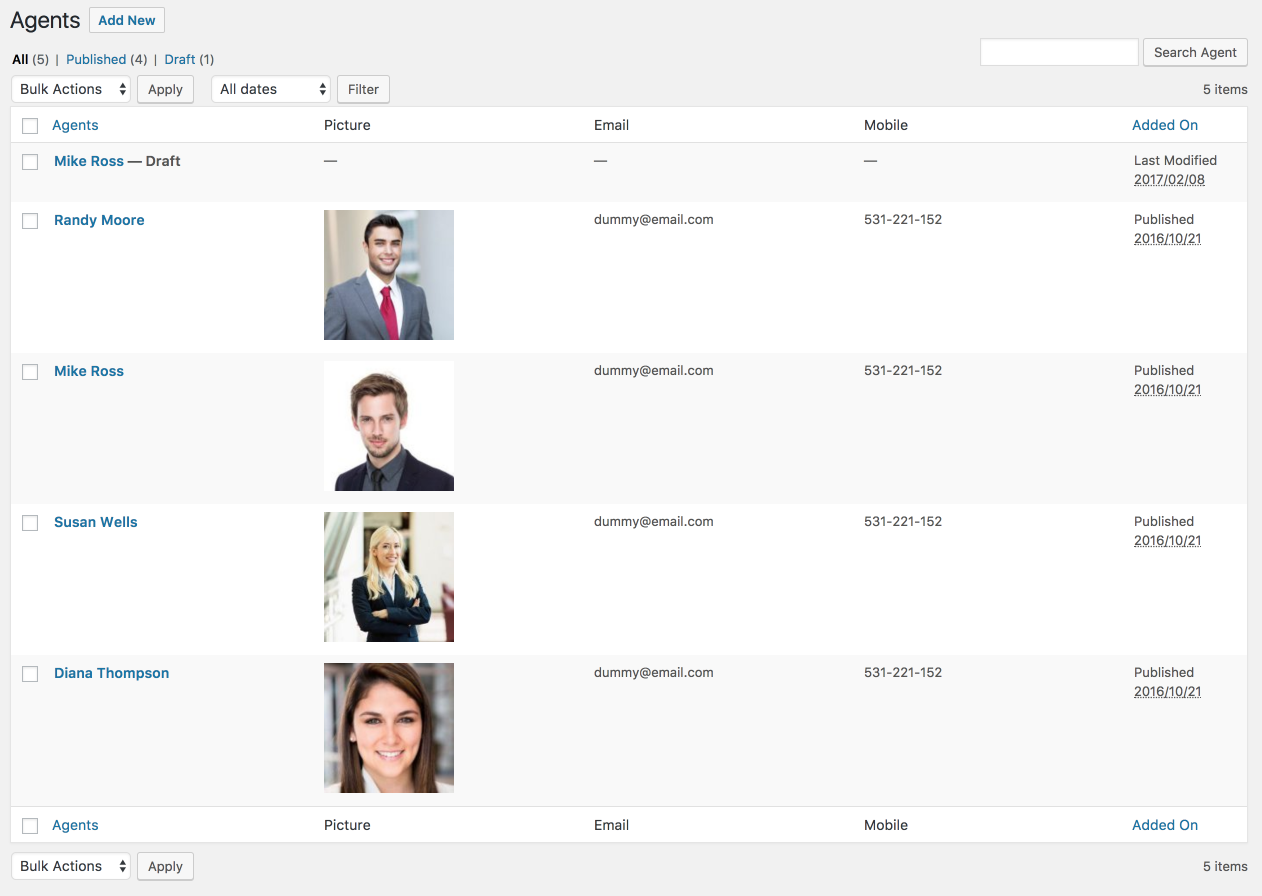 Agents Add New
All (5) | Published (4) | Draft (1)
Search Agent
Bulk Actions Apply All dates Filter 5 items
Agents Picture Email Mobile Added On
Mike Ross — Draft — — — Last Modified
2017/02/08
Randy Moore dummy@email.com 531-221-152 Published
2016/10/21
Mike Ross dummy@email.com 531-221-152 Published
2016/10/21
Susan Wells dummy@email.com 531-221-152 Published
2016/10/21
Diana Thompson dummy@email.com 531-221-152 Published
2016/10/21
Agents Picture Email Mobile Added On
Bulk Actions Apply 5 items